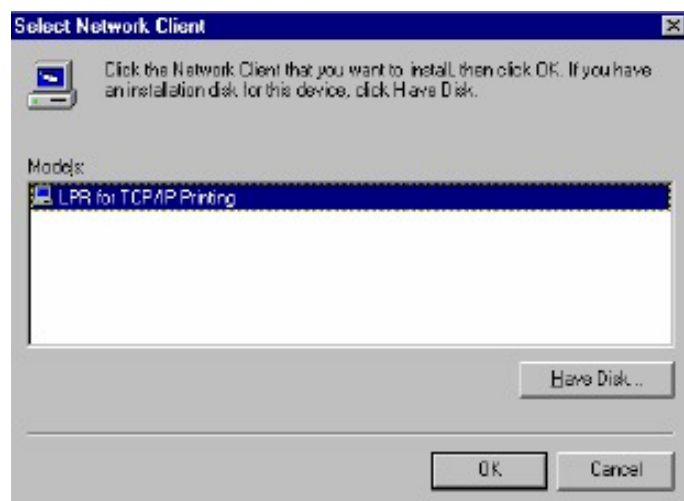 Select Network Client
Click the Network Client that you want to install, then click OK. If you have
an installation disk for this device, click Have Disk.
Models:
LPR for TCP/IP Printing
Have Disk...
OK
Cancel